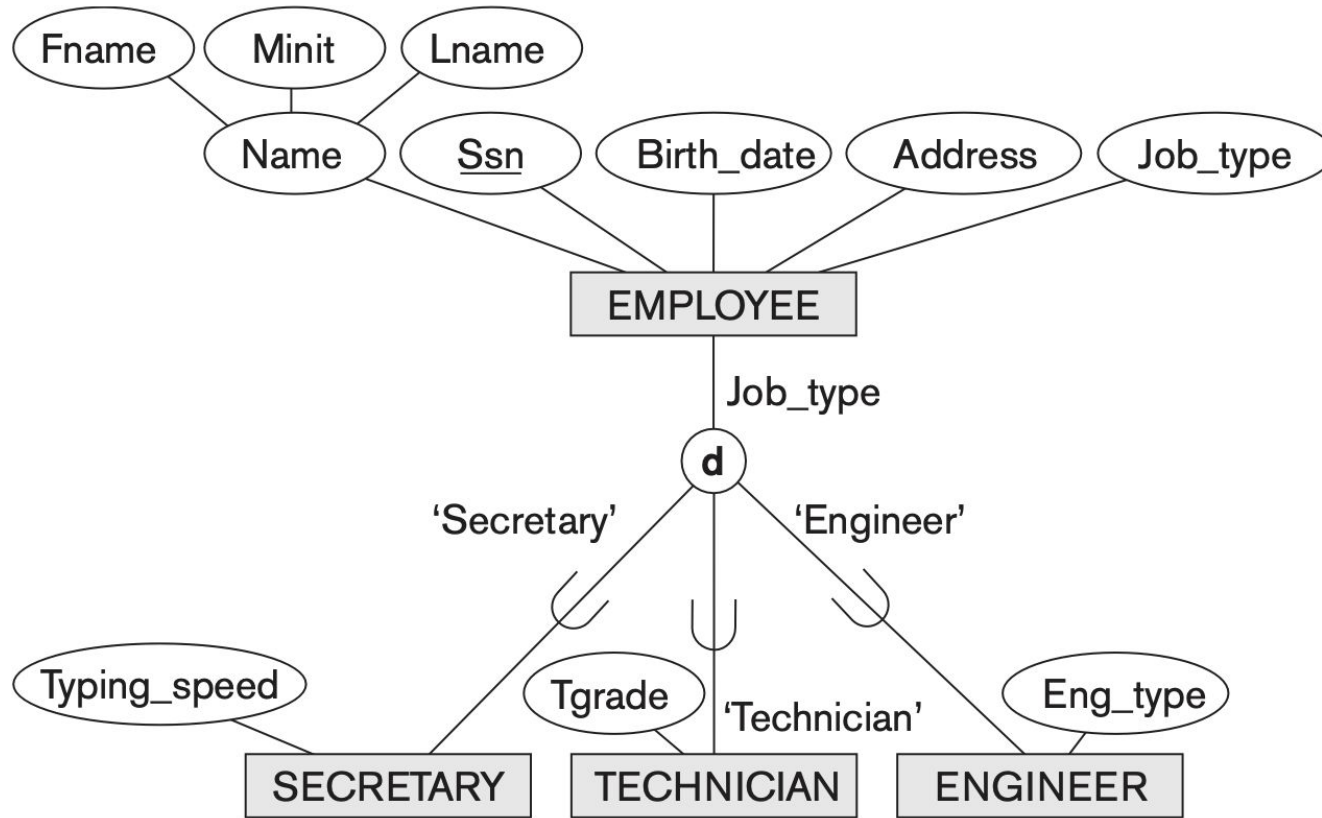 Fname Minit Lname
Name Ssn Birth_date Address Job_type
EMPLOYEE
Job_type
d
‘Secretary’ ‘Engineer’
Typing_speed Tgrade Eng_type
‘Technician’
SECRETARY TECHNICIAN ENGINEER